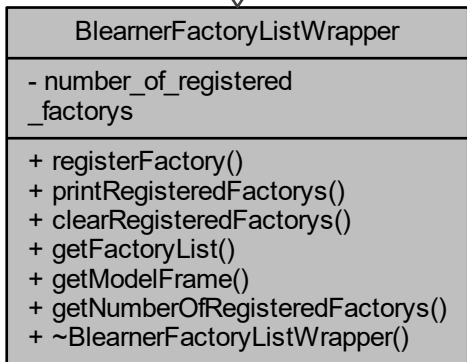 BlearnerFactoryListWrapper
- number_of_registered
_factorys
+ registerFactory()
+ printRegisteredFactorys()
+ clearRegisteredFactorys()
+ getFactoryList()
+ getModelFrame()
+ getNumberOfRegisteredFactorys()
+ ~BlearnerFactoryListWrapper()